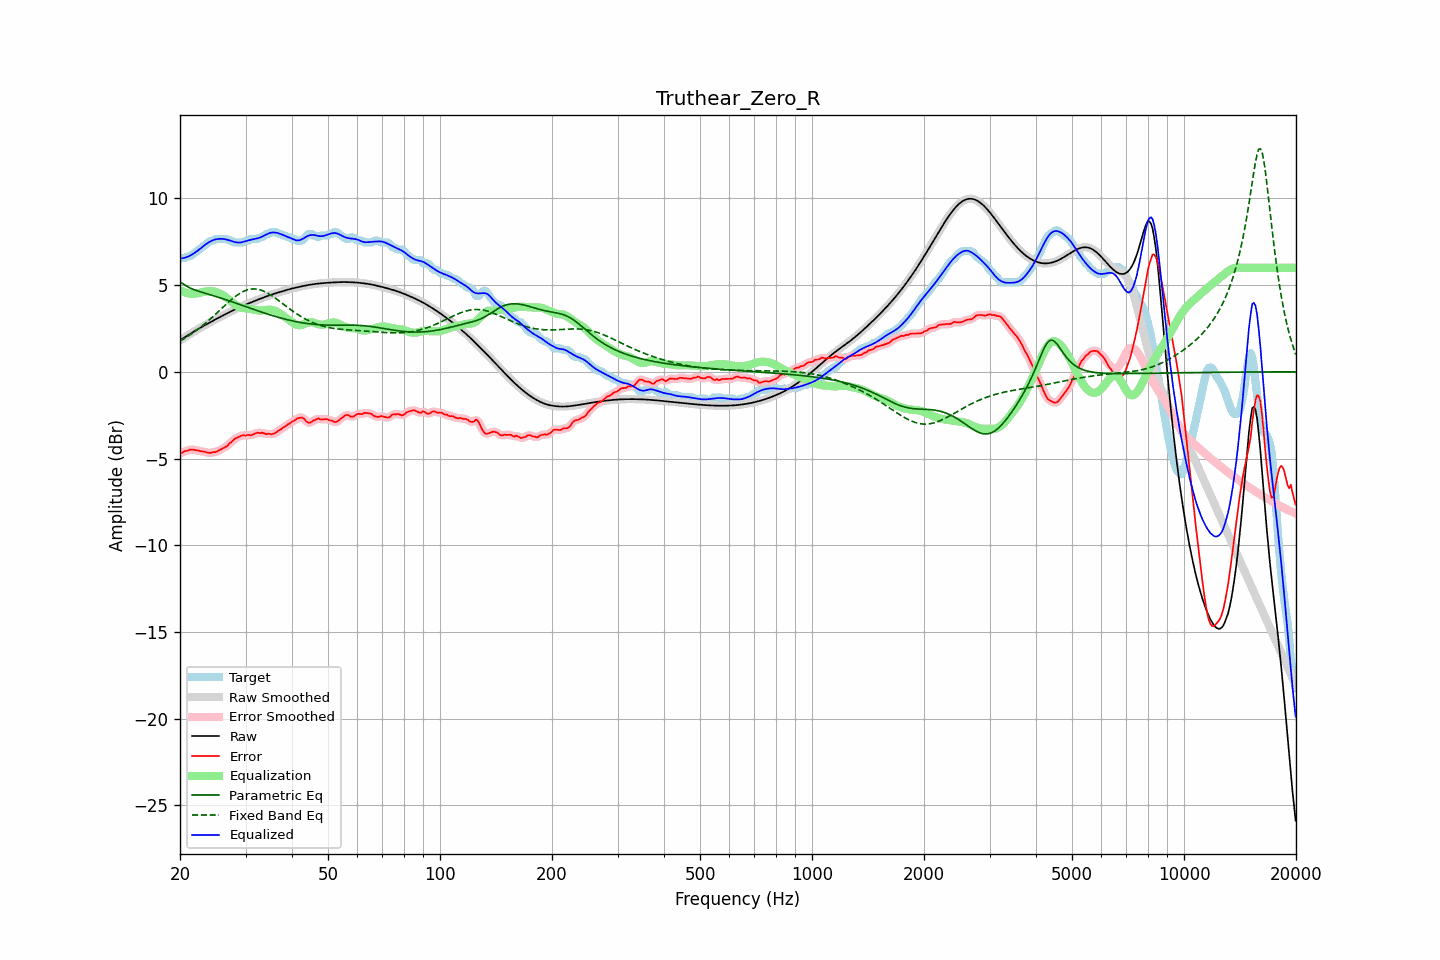 Truthear_Zero_R
Amplitude (dBr)
10
5
0
−5
−10
−15
−20
−25
Target
Raw Smoothed
Error Smoothed
Raw
Error
Equalization
Parametric Eq
Fixed Band Eq
Equalized
20 50 100 200 500 1000 2000 5000 10000 20000
Frequency (Hz)